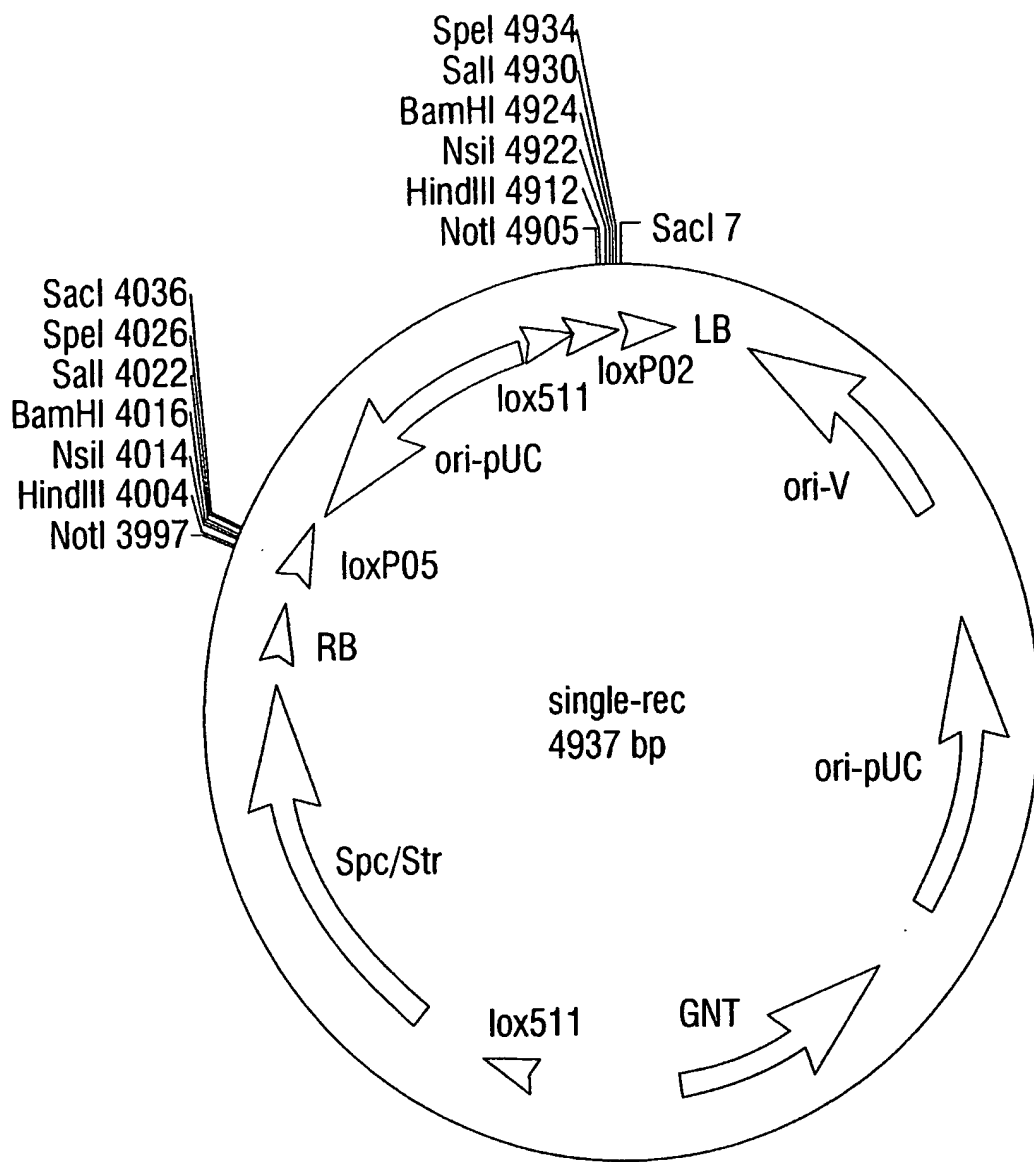 SpeI 4934
SalI 4930
BamHI 4924
NsiI 4922
HindIII 4912
NotI 4905
SacI 7
SacI 4036
SpeI 4026
SalI 4022
BamHI 4016
NsiI 4014
HindIII 4004
NotI 3997
LB
loxP02
lox511
ori-pUC
ori-V
loxP05
RB
single-rec
4937 bp
ori-pUC
Spc/Str
lox511
GNT